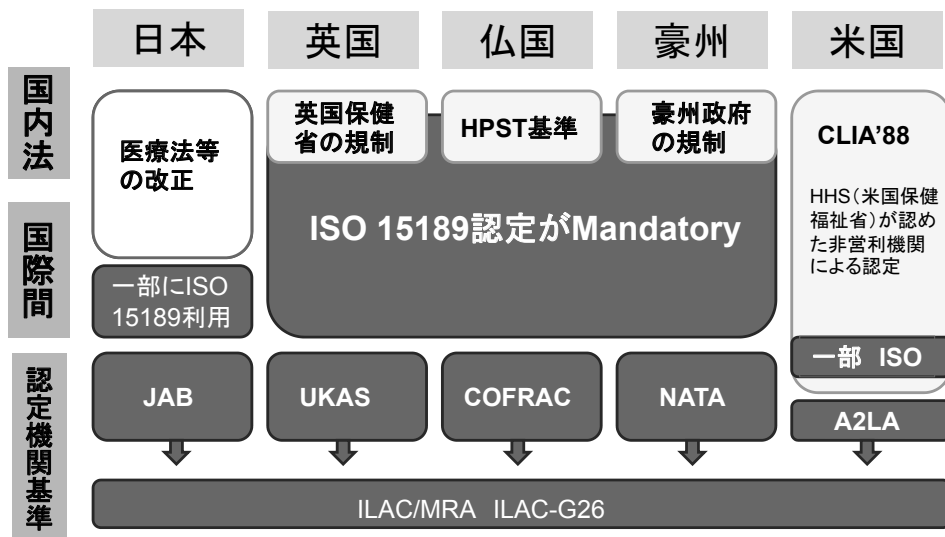 日本
英国
仏国
豪州
米国
国内法
医療法等
の改正
英国保健
省の規制
HPST基準
豪州政府
の規制
CLIA'88
HHS（米国保健
福祉省）が認め
た非営利機関
による認定
国際間
ISO 15189認定がMandatory
一部にISO
15189利用
一部 ISO
認定機関基準
JAB
UKAS
COFRAC
NATA
A2LA
ILAC/MRA ILAC-G26